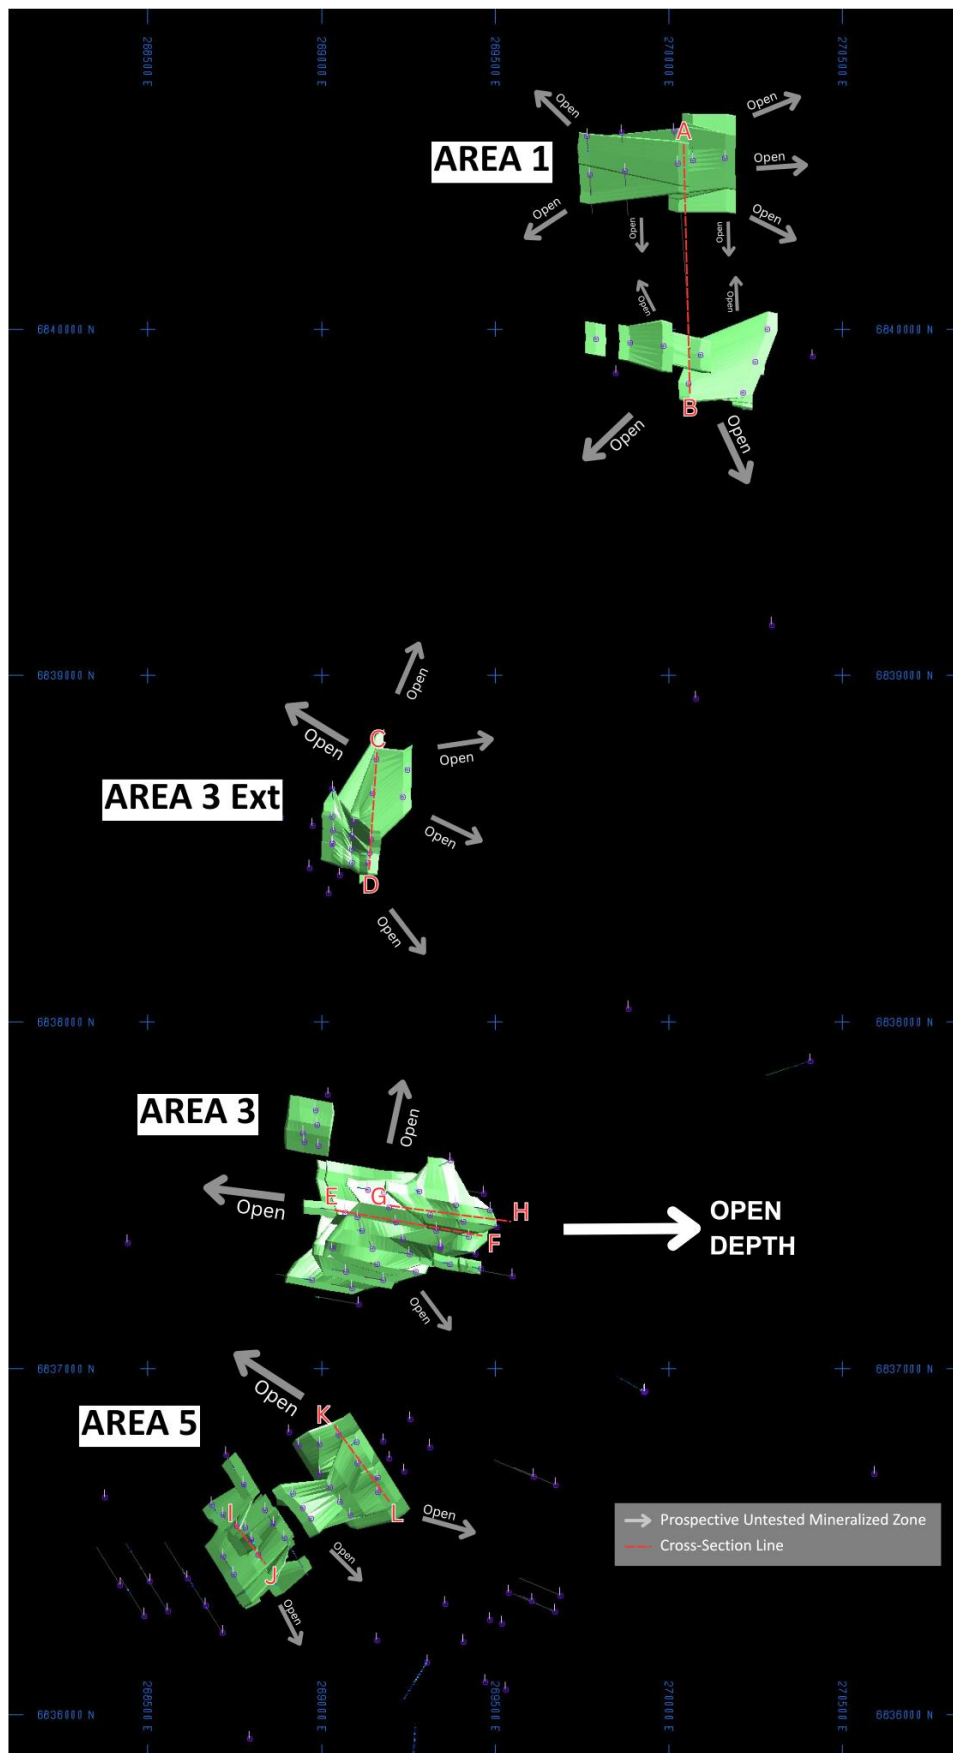 268500 E
269000 E
269500 E
270000 E
270500 E
Open
Open
A
AREA 1
Open
Open
Open
Open
Open
Open
Open
6840000 N
6840000 N
B
Open
Open
6839000 N
6839000 N
Open
Open
C
Open
AREA 3 Ext
Open
D
Open
6838000 N
6838000 N
AREA 3
Open
Open
E
G
H
F
OPEN
DEPTH
Open
6837000 N
6837000 N
Open
AREA 5
K
I
L
Open
Open
J
Open
Prospective Untested Mineralized Zone
Cross-Section Line
6836000 N
6836000 N
268500 E
269000 E
269500 E
270000 E
270500 E